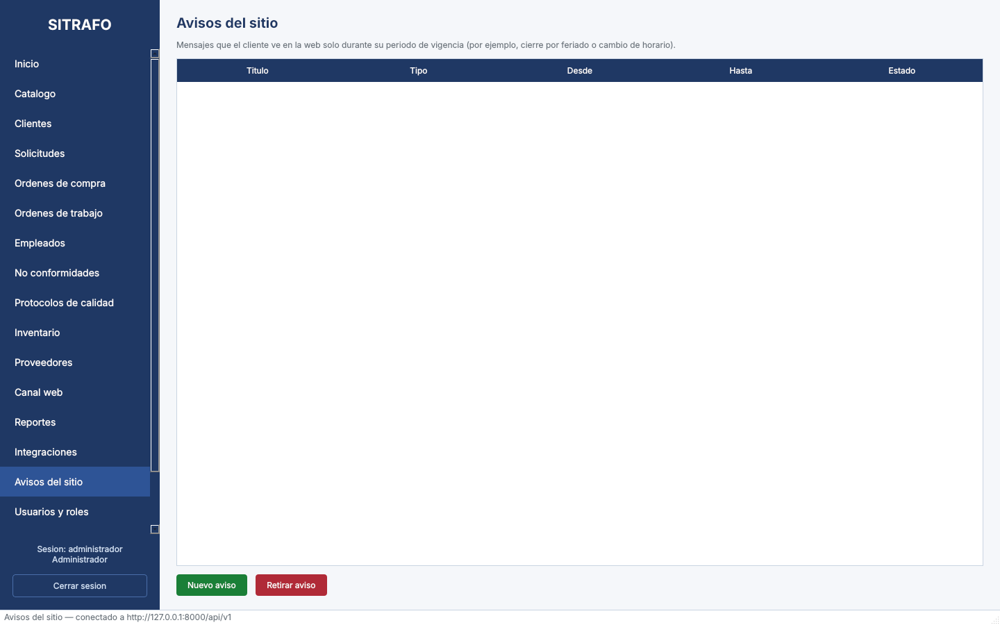 SITRAFO
Inicio
Catalogo
Clientes
Solicitudes
Ordenes de compra
Ordenes de trabajo
Empleados
No conformidades
Protocolos de calidad
Inventario
Proveedores
Canal web
Reportes
Integraciones
Avisos del sitio
Usuarios y roles
Sesion: administrador
Administrador
Cerrar sesion
Avisos del sitio
Mensajes que el cliente ve en la web solo durante su periodo de vigencia (por ejemplo, cierre por feriado o cambio de horario).
Titulo Tipo Desde Hasta Estado
Nuevo aviso Retirar aviso
Avisos del sitio — conectado a http://127.0.0.1:8000/api/v1